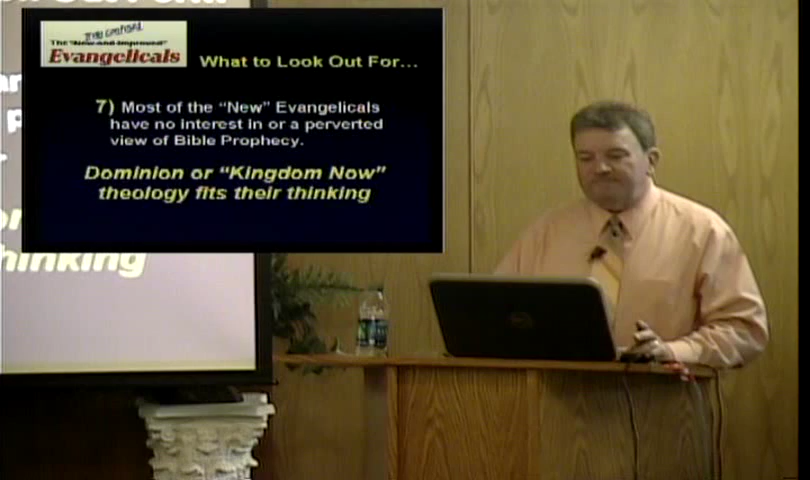 The "New and Improved"
Evangelicals
What to Look Out For...
7) Most of the "New" Evangelicals
have no interest in or a perverted
view of Bible Prophecy.
Dominion or "Kingdom Now"
theology fits their thinking
thinking